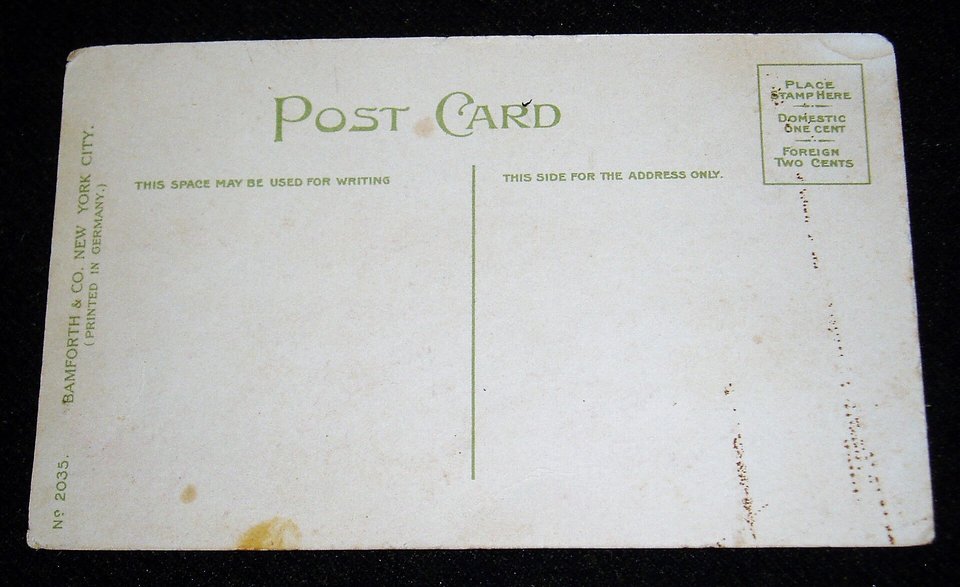 POST CARD
PLACE
STAMP HERE
DOMESTIC
ONE CENT
FOREIGN
TWO CENTS
THIS SPACE MAY BE USED FOR WRITING
THIS SIDE FOR THE ADDRESS ONLY.
BAMFORTH & CO. NEW YORK CITY.
(PRINTED IN GERMANY.)
Nº 2035.